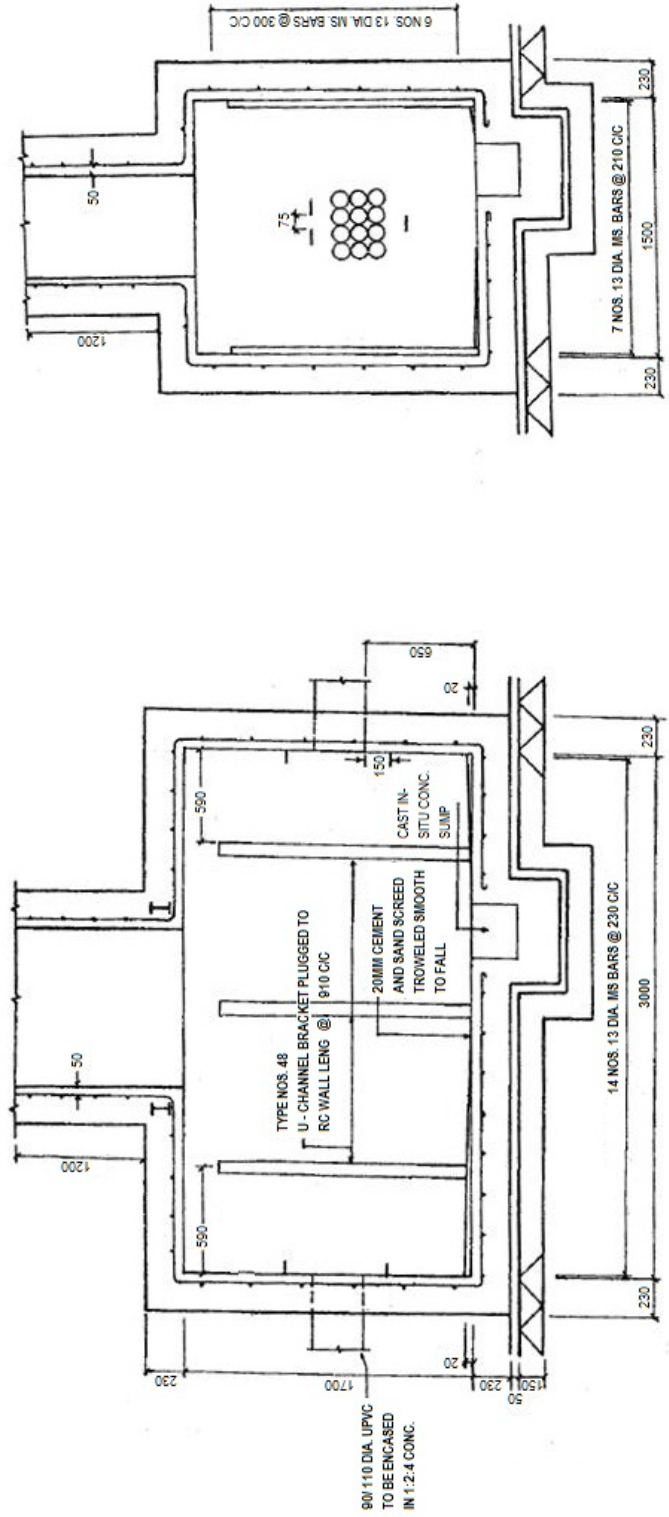 50
1200
590
590
TYPE NOS. 48
U - CHANNEL BRACKET PLUGGED TO
RC WALL LENG @ 910 C/C
20MM CEMENT
AND SAND SCREED
TROWELED SMOOTH
TO FALL
CAST IN-
SITU CONC.
SUMP
150
20
650
230
1700
20
230
50
150
90/110 DIA. UPVC
TO BE ENCASED
IN 1:2:4 CONC.
14 NOS. 13 DIA. MS BARS @ 230 C/C
230
3000
230
50
1200
75
6 NOS. 13 DIA. MS. BARS @ 300 C/C
7 NOS. 13 DIA. MS. BARS @ 210 C/C
230
1500
230